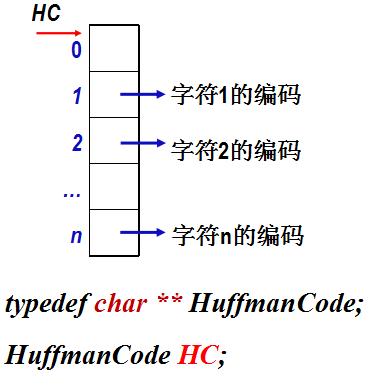 HC
0
1 字符1的编码
2 字符2的编码
...
n 字符n的编码
typedef char ** HuffmanCode;
HuffmanCode HC;